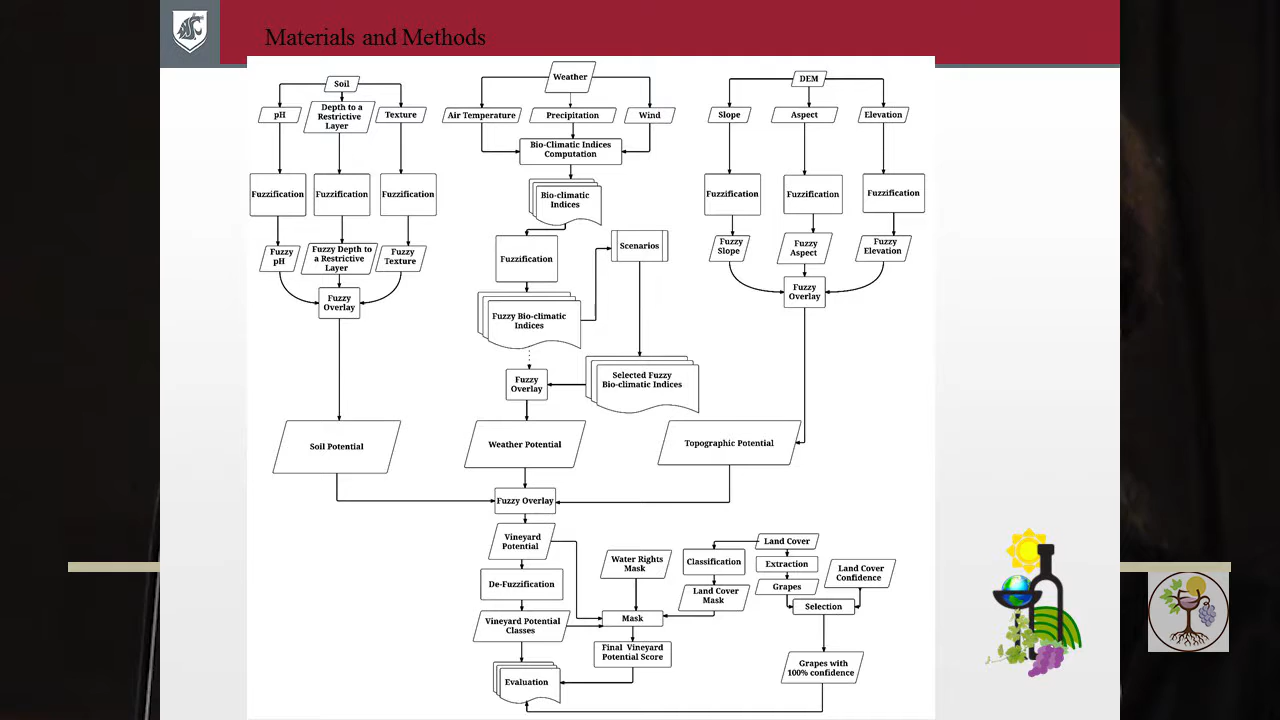 Materials and Methods
Soil
pH
Depth to a
Restrictive
Layer
Texture
Fuzzification
Fuzzification
Fuzzification
Fuzzy
pH
Fuzzy Depth to
a Restrictive
Layer
Fuzzy
Texture
Fuzzy
Overlay
Soil Potential
Weather
Air Temperature
Precipitation
Wind
Bio-Climatic Indices
Computation
Bio-climatic
Indices
Fuzzification
Scenarios
Fuzzy Bio-climatic
Indices
Selected Fuzzy
Bio-climatic Indices
Fuzzy
Overlay
Weather Potential
DEM
Slope
Aspect
Elevation
Fuzzification
Fuzzification
Fuzzification
Fuzzy
Slope
Fuzzy
Aspect
Fuzzy
Elevation
Fuzzy
Overlay
Topographic Potential
Fuzzy Overlay
Vineyard
Potential
De-Fuzzification
Vineyard Potential
Classes
Evaluation
Water Rights
Mask
Mask
Final Vineyard
Potential Score
Classification
Land Cover
Mask
Land Cover
Extraction
Grapes
Land Cover
Confidence
Selection
Grapes with
100% confidence